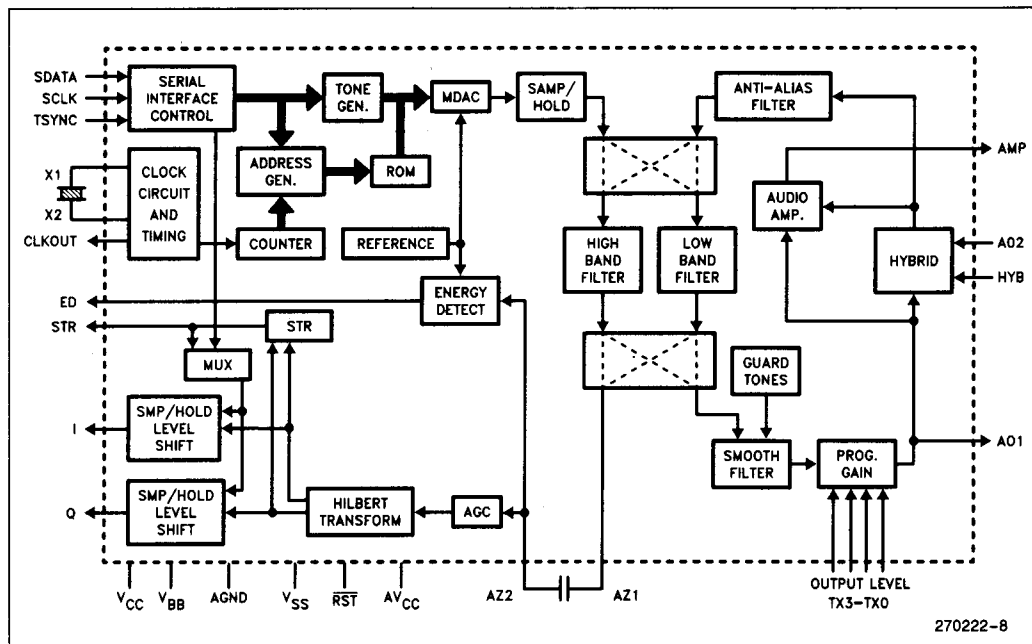 SDATA
SCLK
TSYNC
SERIAL
INTERFACE
CONTROL
TONE
GEN.
MDAC
SAMP/
HOLD
ANTI-ALIAS
FILTER
X1
X2
CLKOUT
CLOCK
CIRCUIT
AND
TIMING
ADDRESS
GEN.
ROM
COUNTER
REFERENCE
HIGH
BAND
FILTER
LOW
BAND
FILTER
AUDIO
AMP.
AMP
HYBRID
AO2
HYB
ED
ENERGY
DETECT
STR
STR
MUX
GUARD
TONES
I
SMP/HOLD
LEVEL
SHIFT
SMOOTH
FILTER
PROG.
GAIN
AO1
Q
SMP/HOLD
LEVEL
SHIFT
HILBERT
TRANSFORM
AGC
VCC
VBB
AGND
VSS
RST
AVCC
AZ2
AZ1
OUTPUT LEVEL
TX3-TX0
270222-8